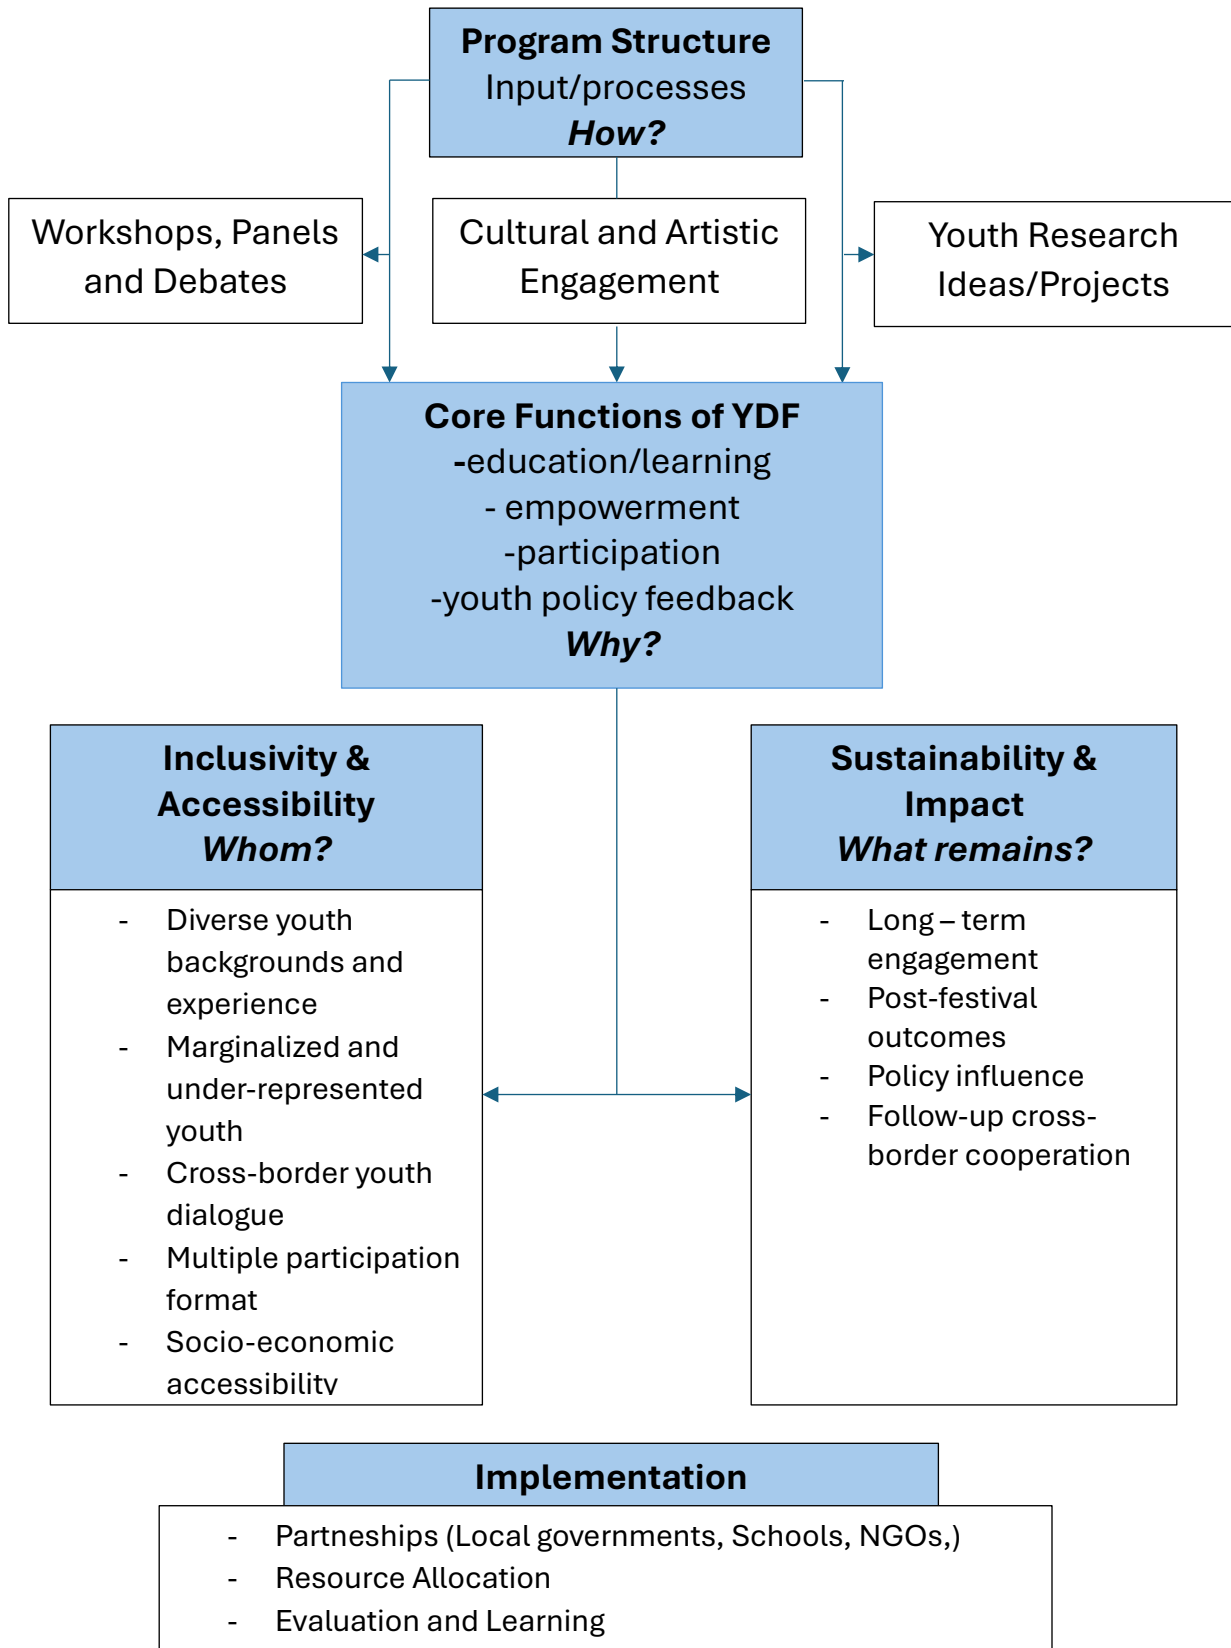 Program Structure
Input/processes
How?
Workshops, Panels
and Debates
Cultural and Artistic
Engagement
Youth Research
Ideas/Projects
Core Functions of YDF
-education/learning
- empowerment
-participation
-youth policy feedback
Why?
Inclusivity &
Accessibility
Whom?
- Diverse youth
backgrounds and
experience
- Marginalized and
under-represented
youth
- Cross-border youth
dialogue
- Multiple participation
format
- Socio-economic
accessibility
Sustainability &
Impact
What remains?
- Long – term
engagement
- Post-festival
outcomes
- Policy influence
- Follow-up cross-
border cooperation
Implementation
- Partneships (Local governments, Schools, NGOs,)
- Resource Allocation
- Evaluation and Learning